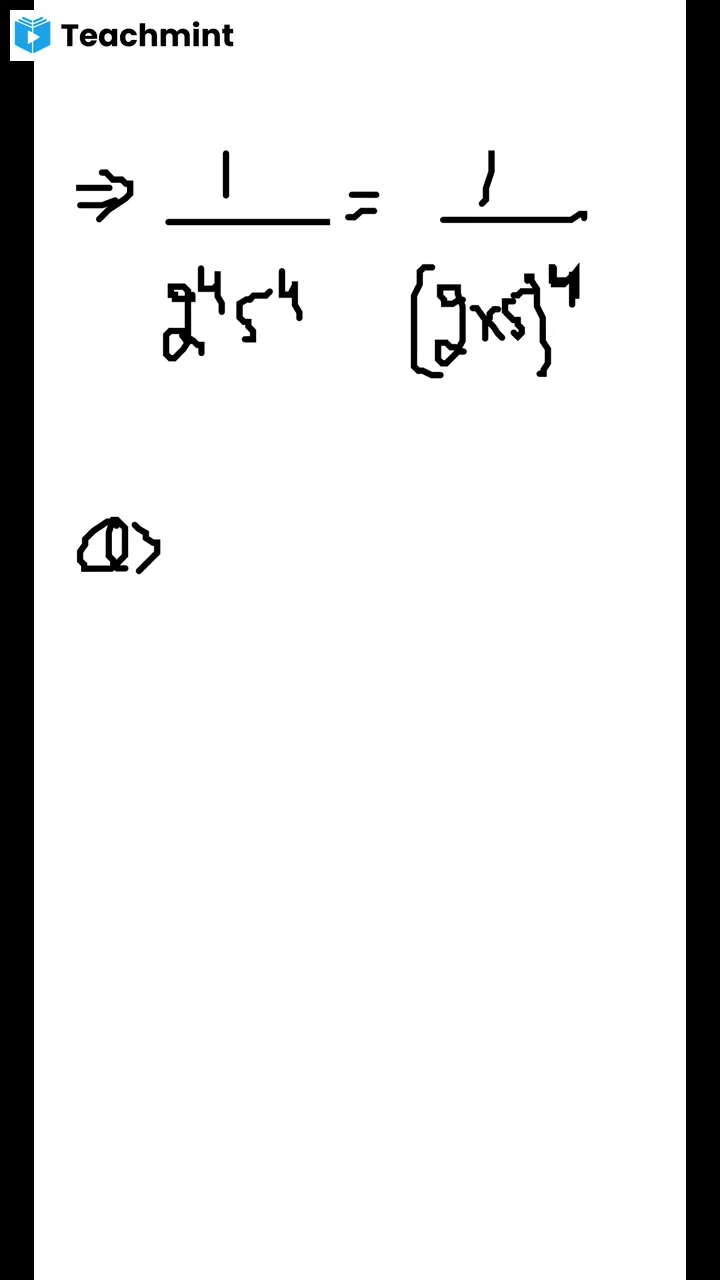 Teachmint
⇒ 1/2⁴5⁴ = 1/(2×5)⁴